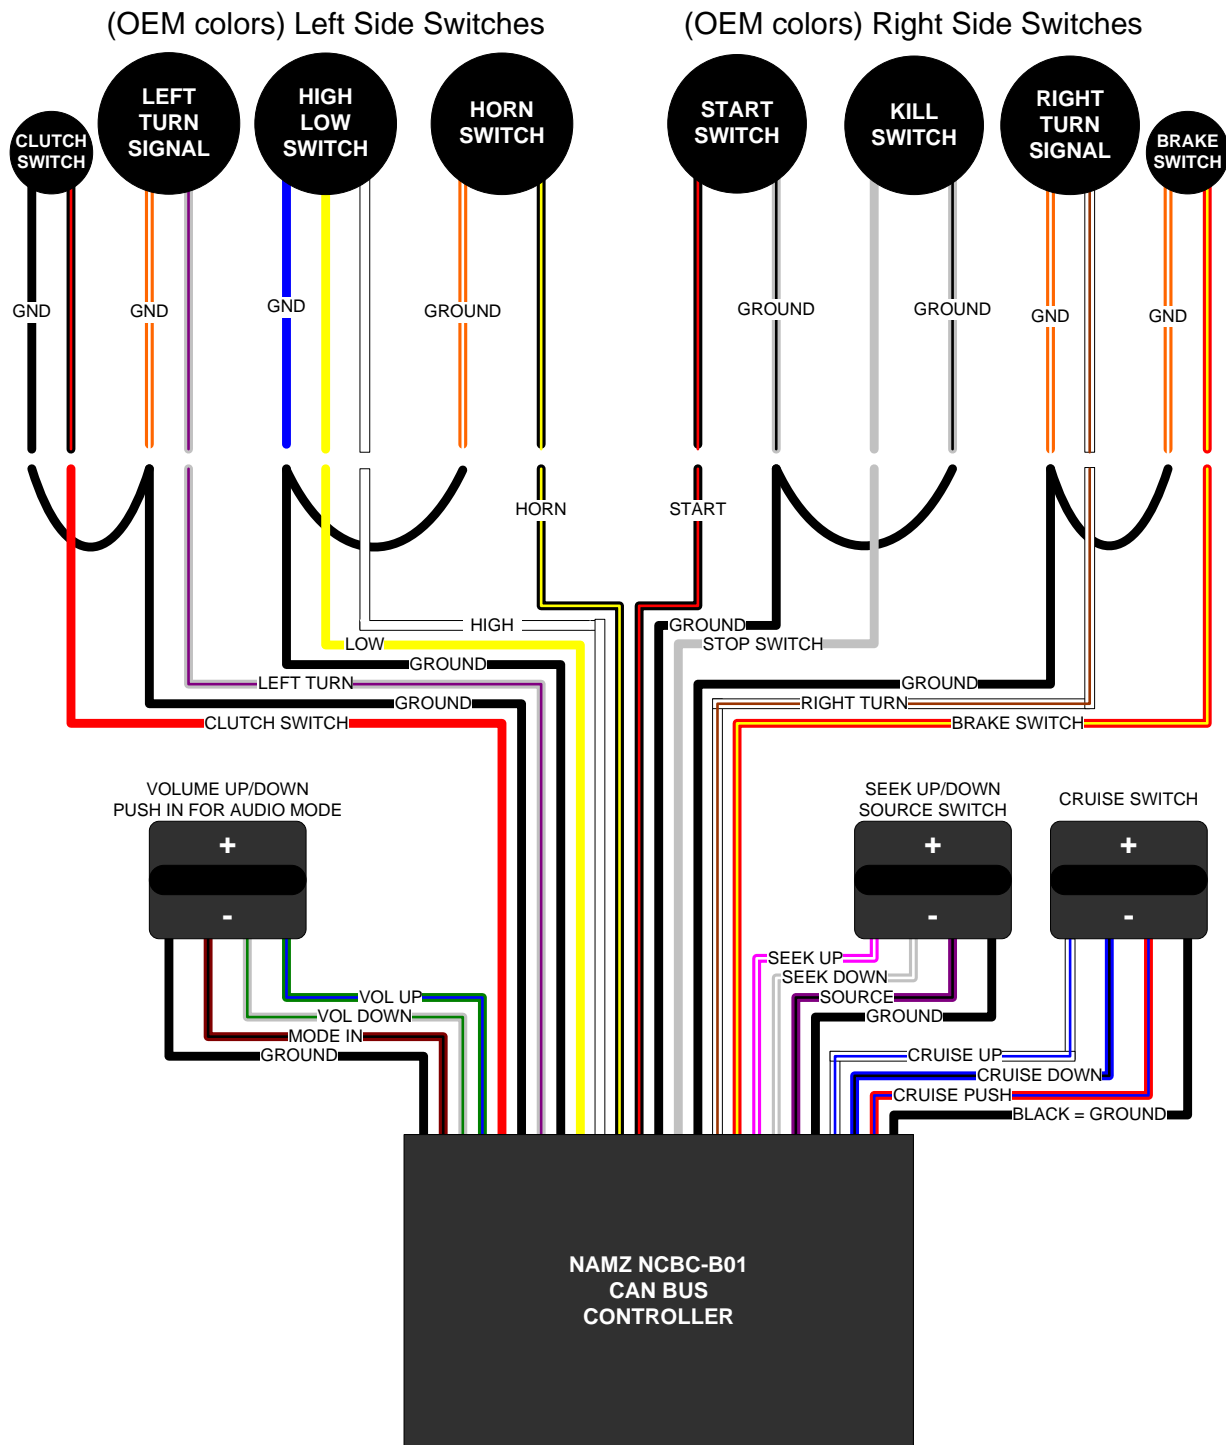 (OEM colors) Left Side Switches
(OEM colors) Right Side Switches
CLUTCH
SWITCH
LEFT
TURN
SIGNAL
HIGH
LOW
SWITCH
HORN
SWITCH
START
SWITCH
KILL
SWITCH
RIGHT
TURN
SIGNAL
BRAKE
SWITCH
GND
GND
GND
GROUND
GROUND
GROUND
GND
GND
HORN
START
HIGH
LOW
GROUND
LEFT TURN
GROUND
CLUTCH SWITCH
GROUND
STOP SWITCH
GROUND
RIGHT TURN
BRAKE SWITCH
VOLUME UP/DOWN
PUSH IN FOR AUDIO MODE
+
-
SEEK UP/DOWN
SOURCE SWITCH
+
-
CRUISE SWITCH
+
-
VOL UP
VOL DOWN
MODE IN
GROUND
SEEK UP
SEEK DOWN
SOURCE
GROUND
CRUISE UP
CRUISE DOWN
CRUISE PUSH
BLACK = GROUND
NAMZ NCBC-B01
CAN BUS
CONTROLLER